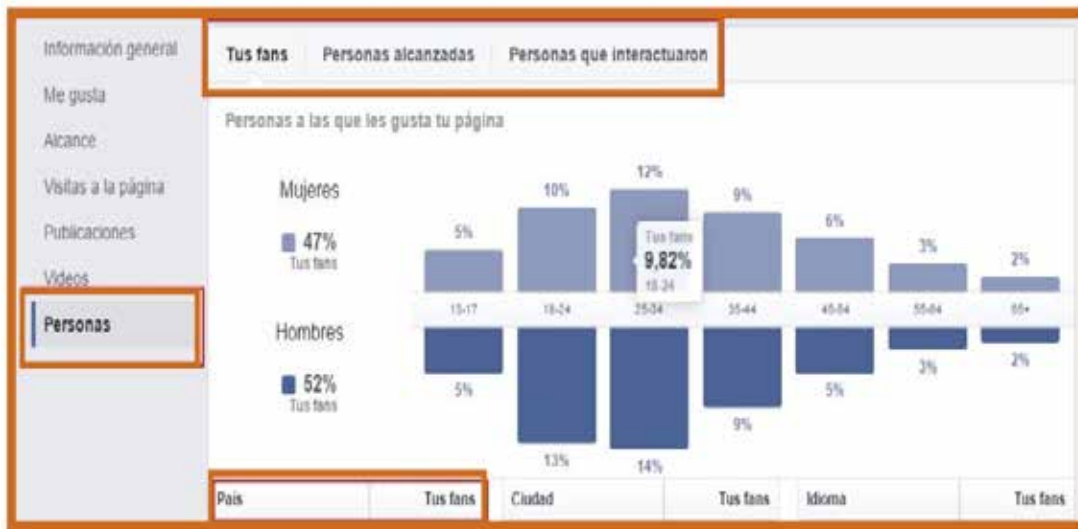 Información general
Me gusta
Alcance
Visitas a la página
Publicaciones
Videos
Personas
Tus fans Personas alcanzadas Personas que interactuaron
Personas a las que les gusta tu página
Mujeres
47%
Tus fans
5% 10% 12% 9% 6% 3% 2%
Tus fans
9,82%
18-24
13-17 18-24 25-34 35-44 45-54 55-64 65+
Hombres
52%
Tus fans
5% 13% 14% 9% 5% 3% 2%
País Tus fans Ciudad Tus fans Idioma Tus fans